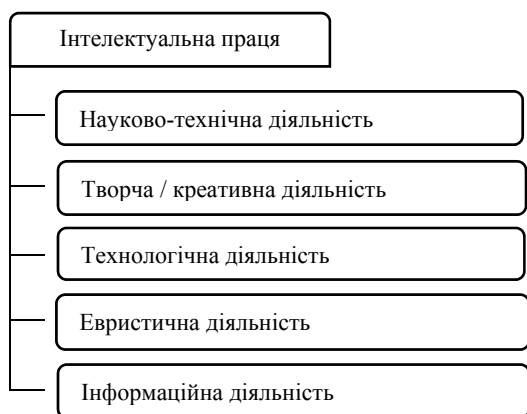 Інтелектуальна праця
Науково-технічна діяльність
Творча / креативна діяльність
Технологічна діяльність
Евристична діяльність
Інформаційна діяльність